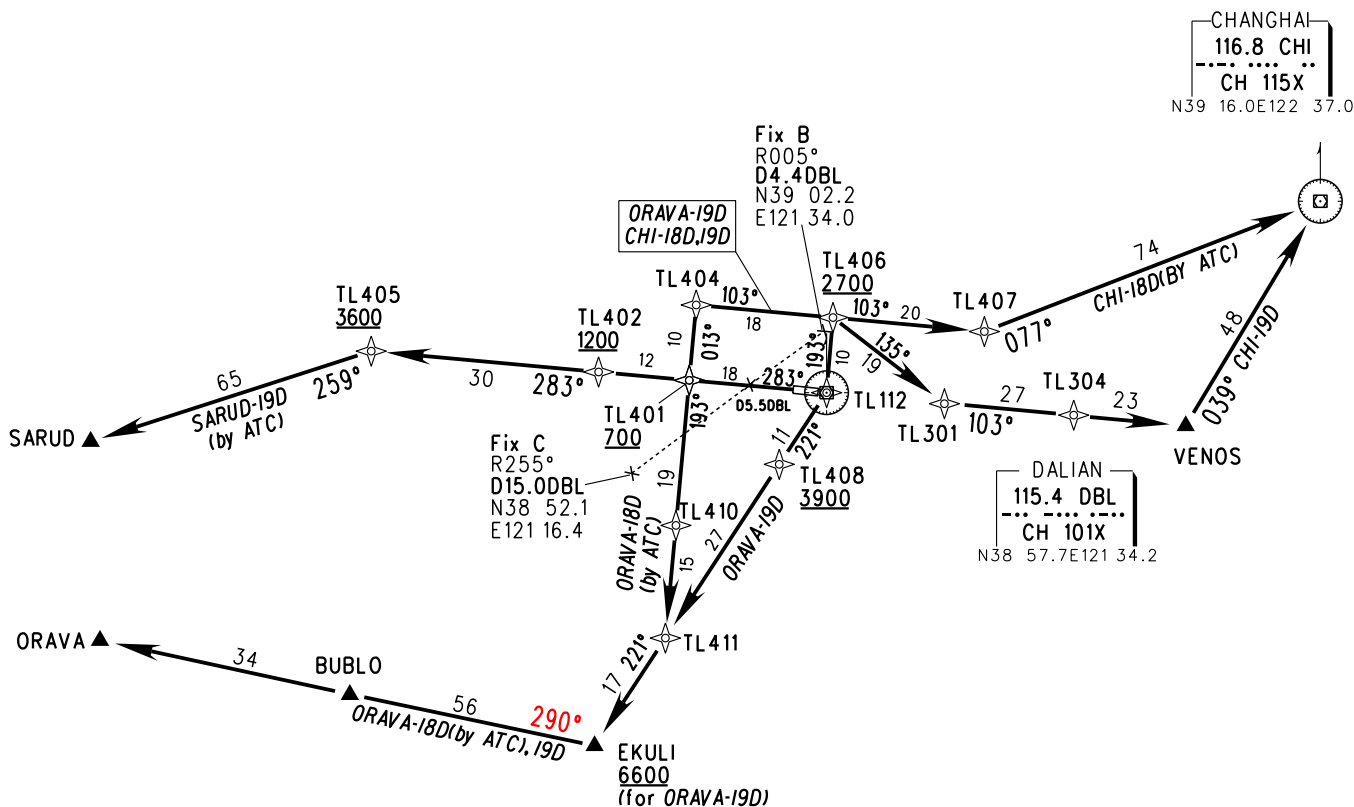 CHANGHAI
116.8 CHI
-·-· ···· ··
CH 115X
N39 16.0E122 37.0
Fix B
R005°
D4.4DBL
N39 02.2
E121 34.0
ORAVA-19D
CHI-18D,19D
TL406
2700
TL404
103°
18
103°
20
TL407
74
CHI-18D(BY ATC)
077°
TL405
3600
TL402
1200
10
013°
193°
10
135°
19
48
039° CHI-19D
12
18
283°
30
283°
65
259°
SARUD-19D
(by ATC)
SARUD
TL401
700
193°
D5.5DBL
TL112
TL301
27
103°
TL304
23
VENOS
11
221°
TL408
3900
Fix C
R255°
D15.0DBL
N38 52.1
E121 16.4
19
TL410
ORAVA-18D
(by ATC)
15
27
ORAVA-19D
DALIAN
115.4 DBL
-·· -··· ·-··
CH 101X
N38 57.7E121 34.2
TL411
221°
17
ORAVA
34
BUBLO
56
290°
ORAVA-18D(by ATC),19D
EKULI
6600
(for ORAVA-19D)